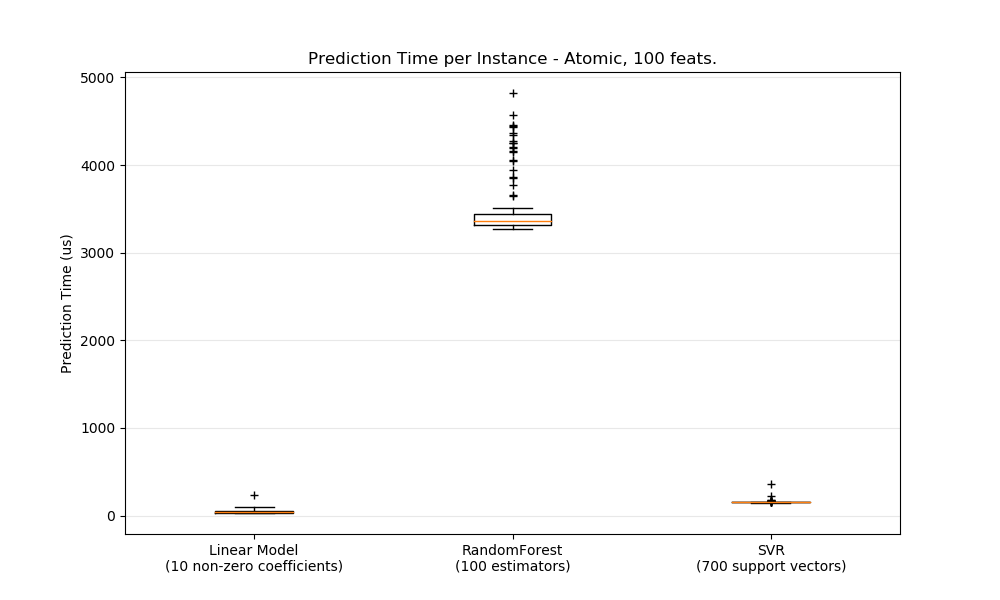 Prediction Time per Instance - Atomic, 100 feats.
5000
4000
3000
2000
1000
0
Prediction Time (us)
Linear Model
(10 non-zero coefficients)
RandomForest
(100 estimators)
SVR
(700 support vectors)